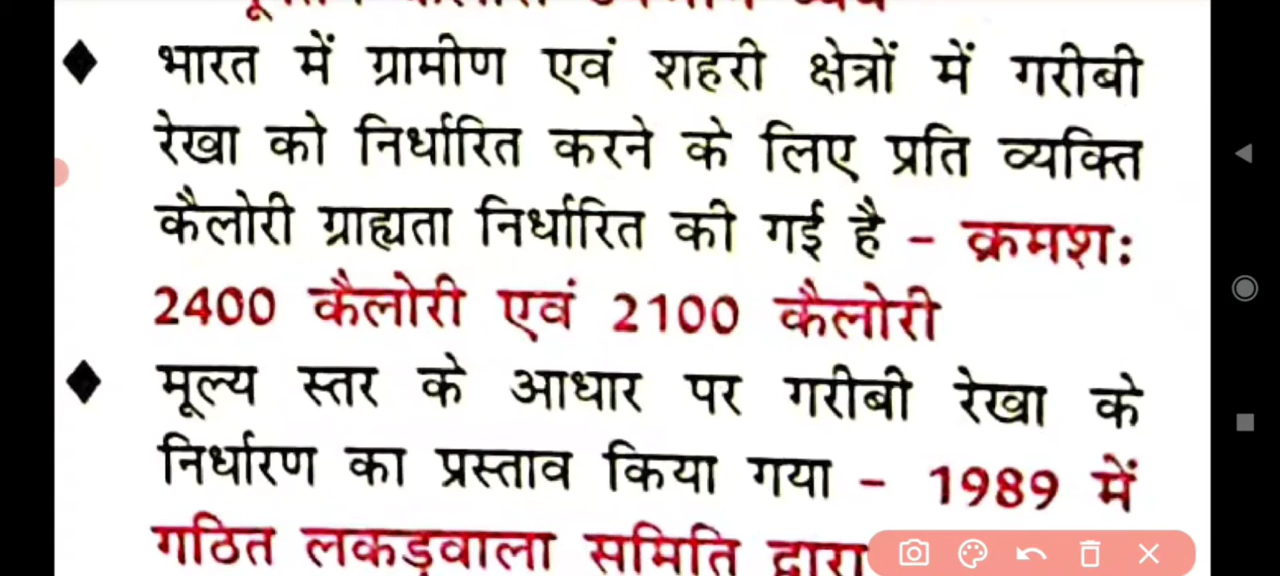 ♦ भारत में ग्रामीण एवं शहरी क्षेत्रों में गरीबी
रेखा को निर्धारित करने के लिए प्रति व्यक्ति
कैलोरी ग्राह्यता निर्धारित की गई है – क्रमशः
2400 कैलोरी एवं 2100 कैलोरी
♦ मूल्य स्तर के आधार पर गरीबी रेखा के
निर्धारण का प्रस्ताव किया गया – 1989 में
गठित लकड़वाला समिति द्वारा